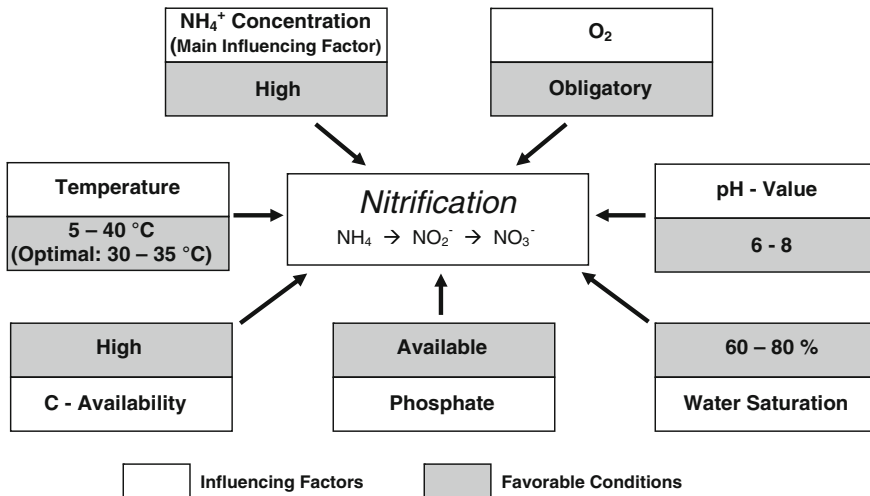 NH₄⁺ Concentration
(Main Influencing Factor)
High
O₂
Obligatory
Temperature
5 – 40 °C
(Optimal: 30 – 35 °C)
Nitrification
NH₄ → NO₂⁻ → NO₃⁻
pH - Value
6 - 8
High
C - Availability
Available
Phosphate
60 – 80 %
Water Saturation
Influencing Factors
Favorable Conditions